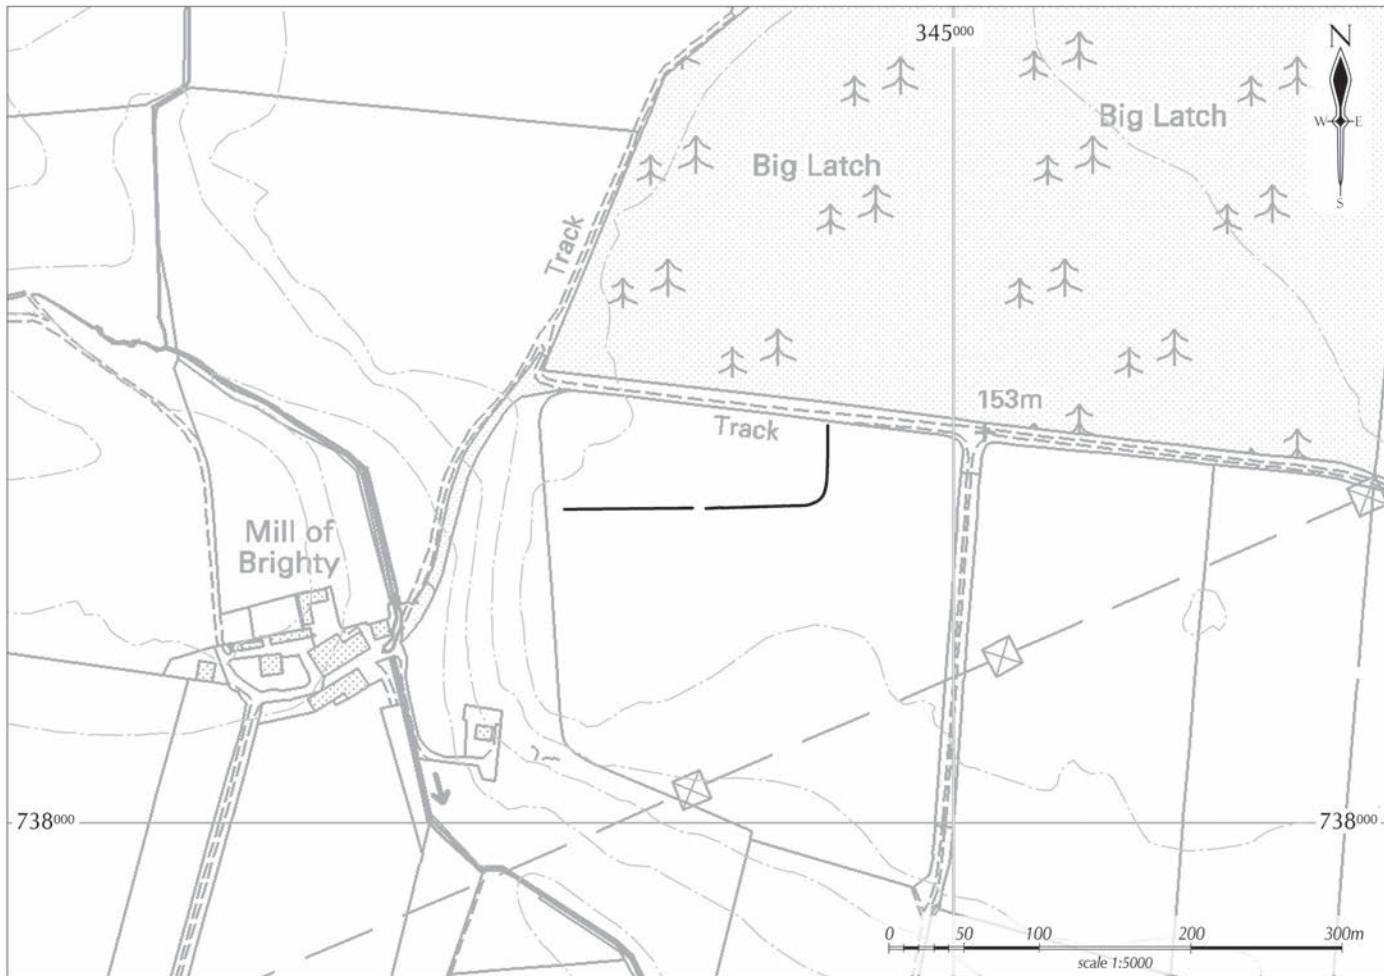 345000
N
W E
S
Big Latch
Big Latch
Track
153m
Track
Mill of
Brighty
738000
738000
0 50 100 200 300m
scale 1:5000